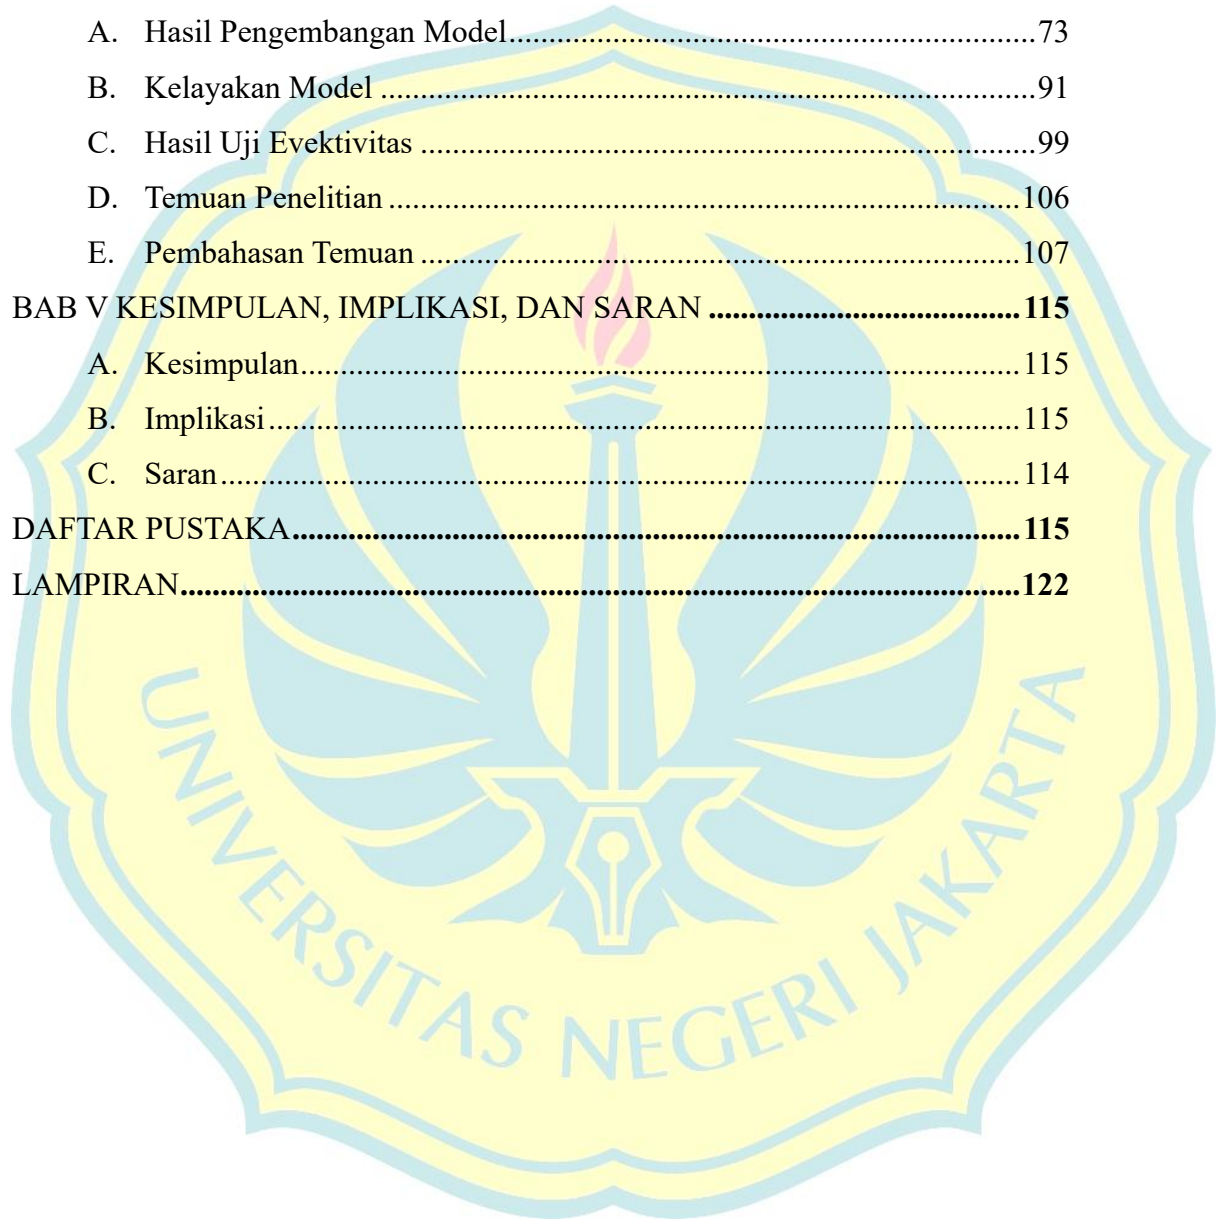 A. Hasil Pengembangan Model........................................................................73
B. Kelayakan Model ........................................................................................91
C. Hasil Uji Evektivitas ...................................................................................99
D. Temuan Penelitian .....................................................................................106
E. Pembahasan Temuan .................................................................................107
BAB V KESIMPULAN, IMPLIKASI, DAN SARAN .....................................115
A. Kesimpulan.................................................................................................115
B. Implikasi.....................................................................................................115
C. Saran...........................................................................................................114
DAFTAR PUSTAKA.........................................................................................115
LAMPIRAN........................................................................................................122
UNIVERSITAS NEGERI JAKARTA